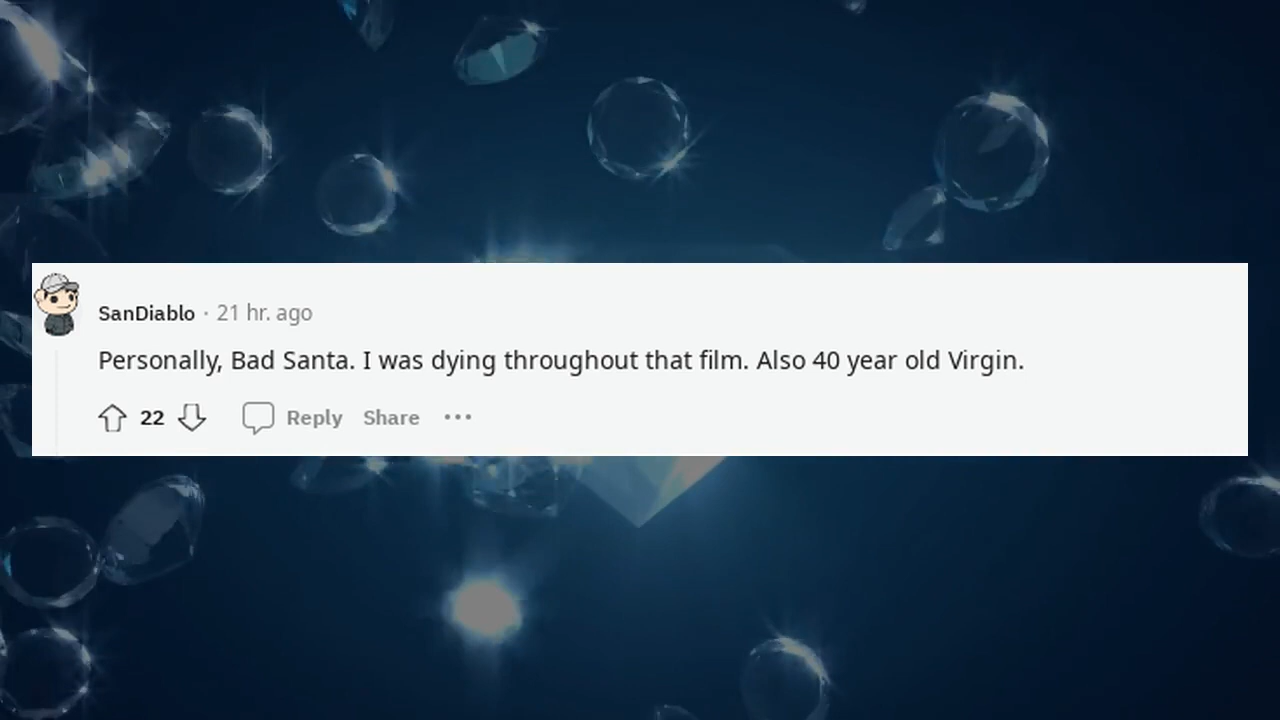 SanDiablo · 21 hr. ago
Personally, Bad Santa. I was dying throughout that film. Also 40 year old Virgin.
22 Reply Share ···